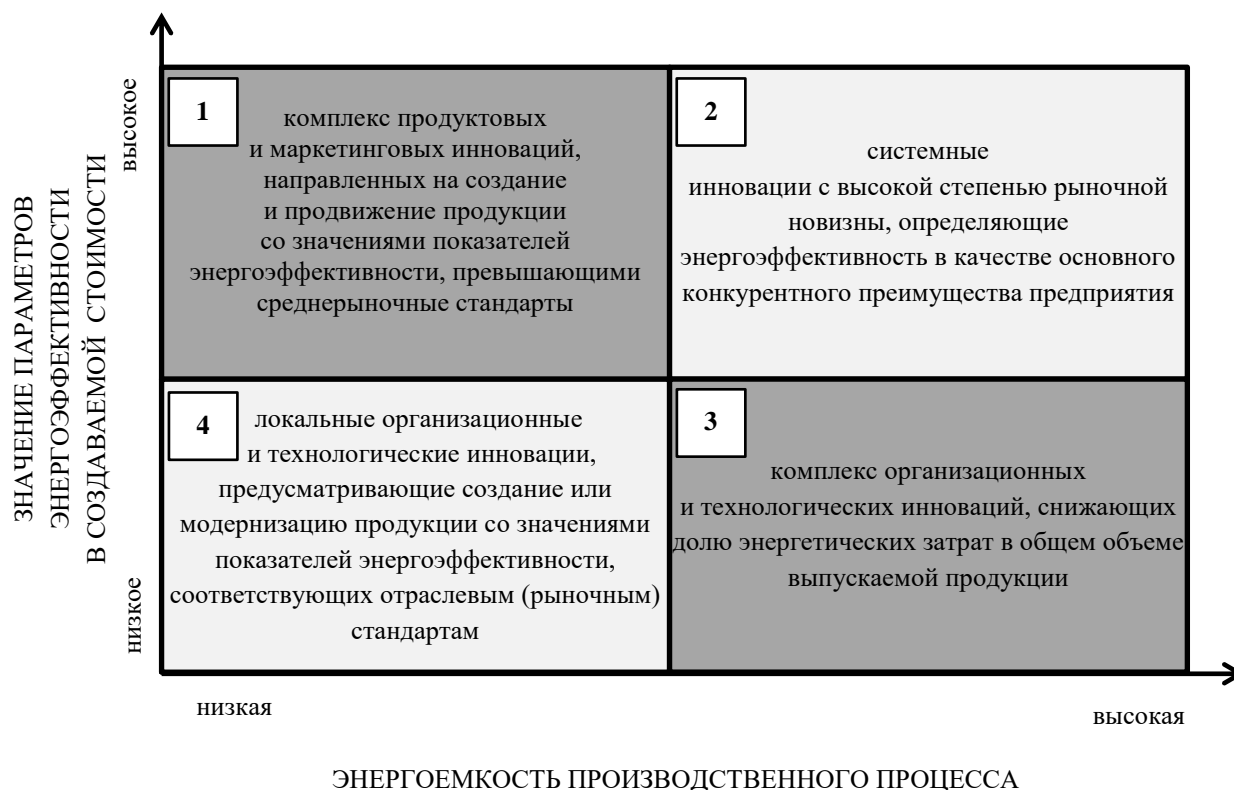 ЗНАЧЕНИЕ ПАРАМЕТРОВ
ЭНЕРГОЭФФЕКТИВНОСТИ
В СОЗДАВАЕМОЙ СТОИМОСТИ
высокое
низкое
1
комплекс продуктовых
и маркетинговых инноваций,
направленных на создание
и продвижение продукции
со значениями показателей
энергоэффективности, превышающими
среднерыночные стандарты
2
системные
инновации с высокой степенью рыночной
новизны, определяющие
энергоэффективность в качестве основного
конкурентного преимущества предприятия
4
локальные организационные
и технологические инновации,
предусматривающие создание или
модернизацию продукции со значениями
показателей энергоэффективности,
соответствующих отраслевым (рыночным)
стандартам
3
комплекс организационных
и технологических инноваций, снижающих
долю энергетических затрат в общем объеме
выпускаемой продукции
низкая
высокая
ЭНЕРГОЕМКОСТЬ ПРОИЗВОДСТВЕННОГО ПРОЦЕССА